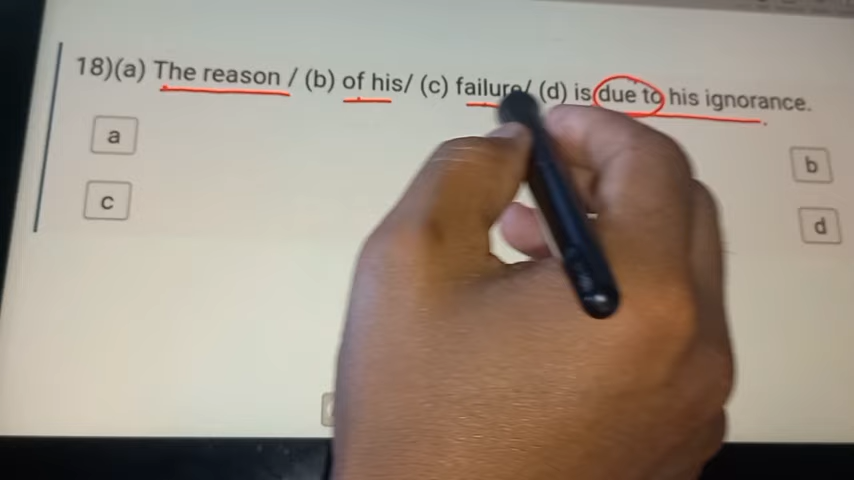 18)(a) The reason / (b) of his/ (c) failure/ (d) is due to his ignorance.
a
b
c
d